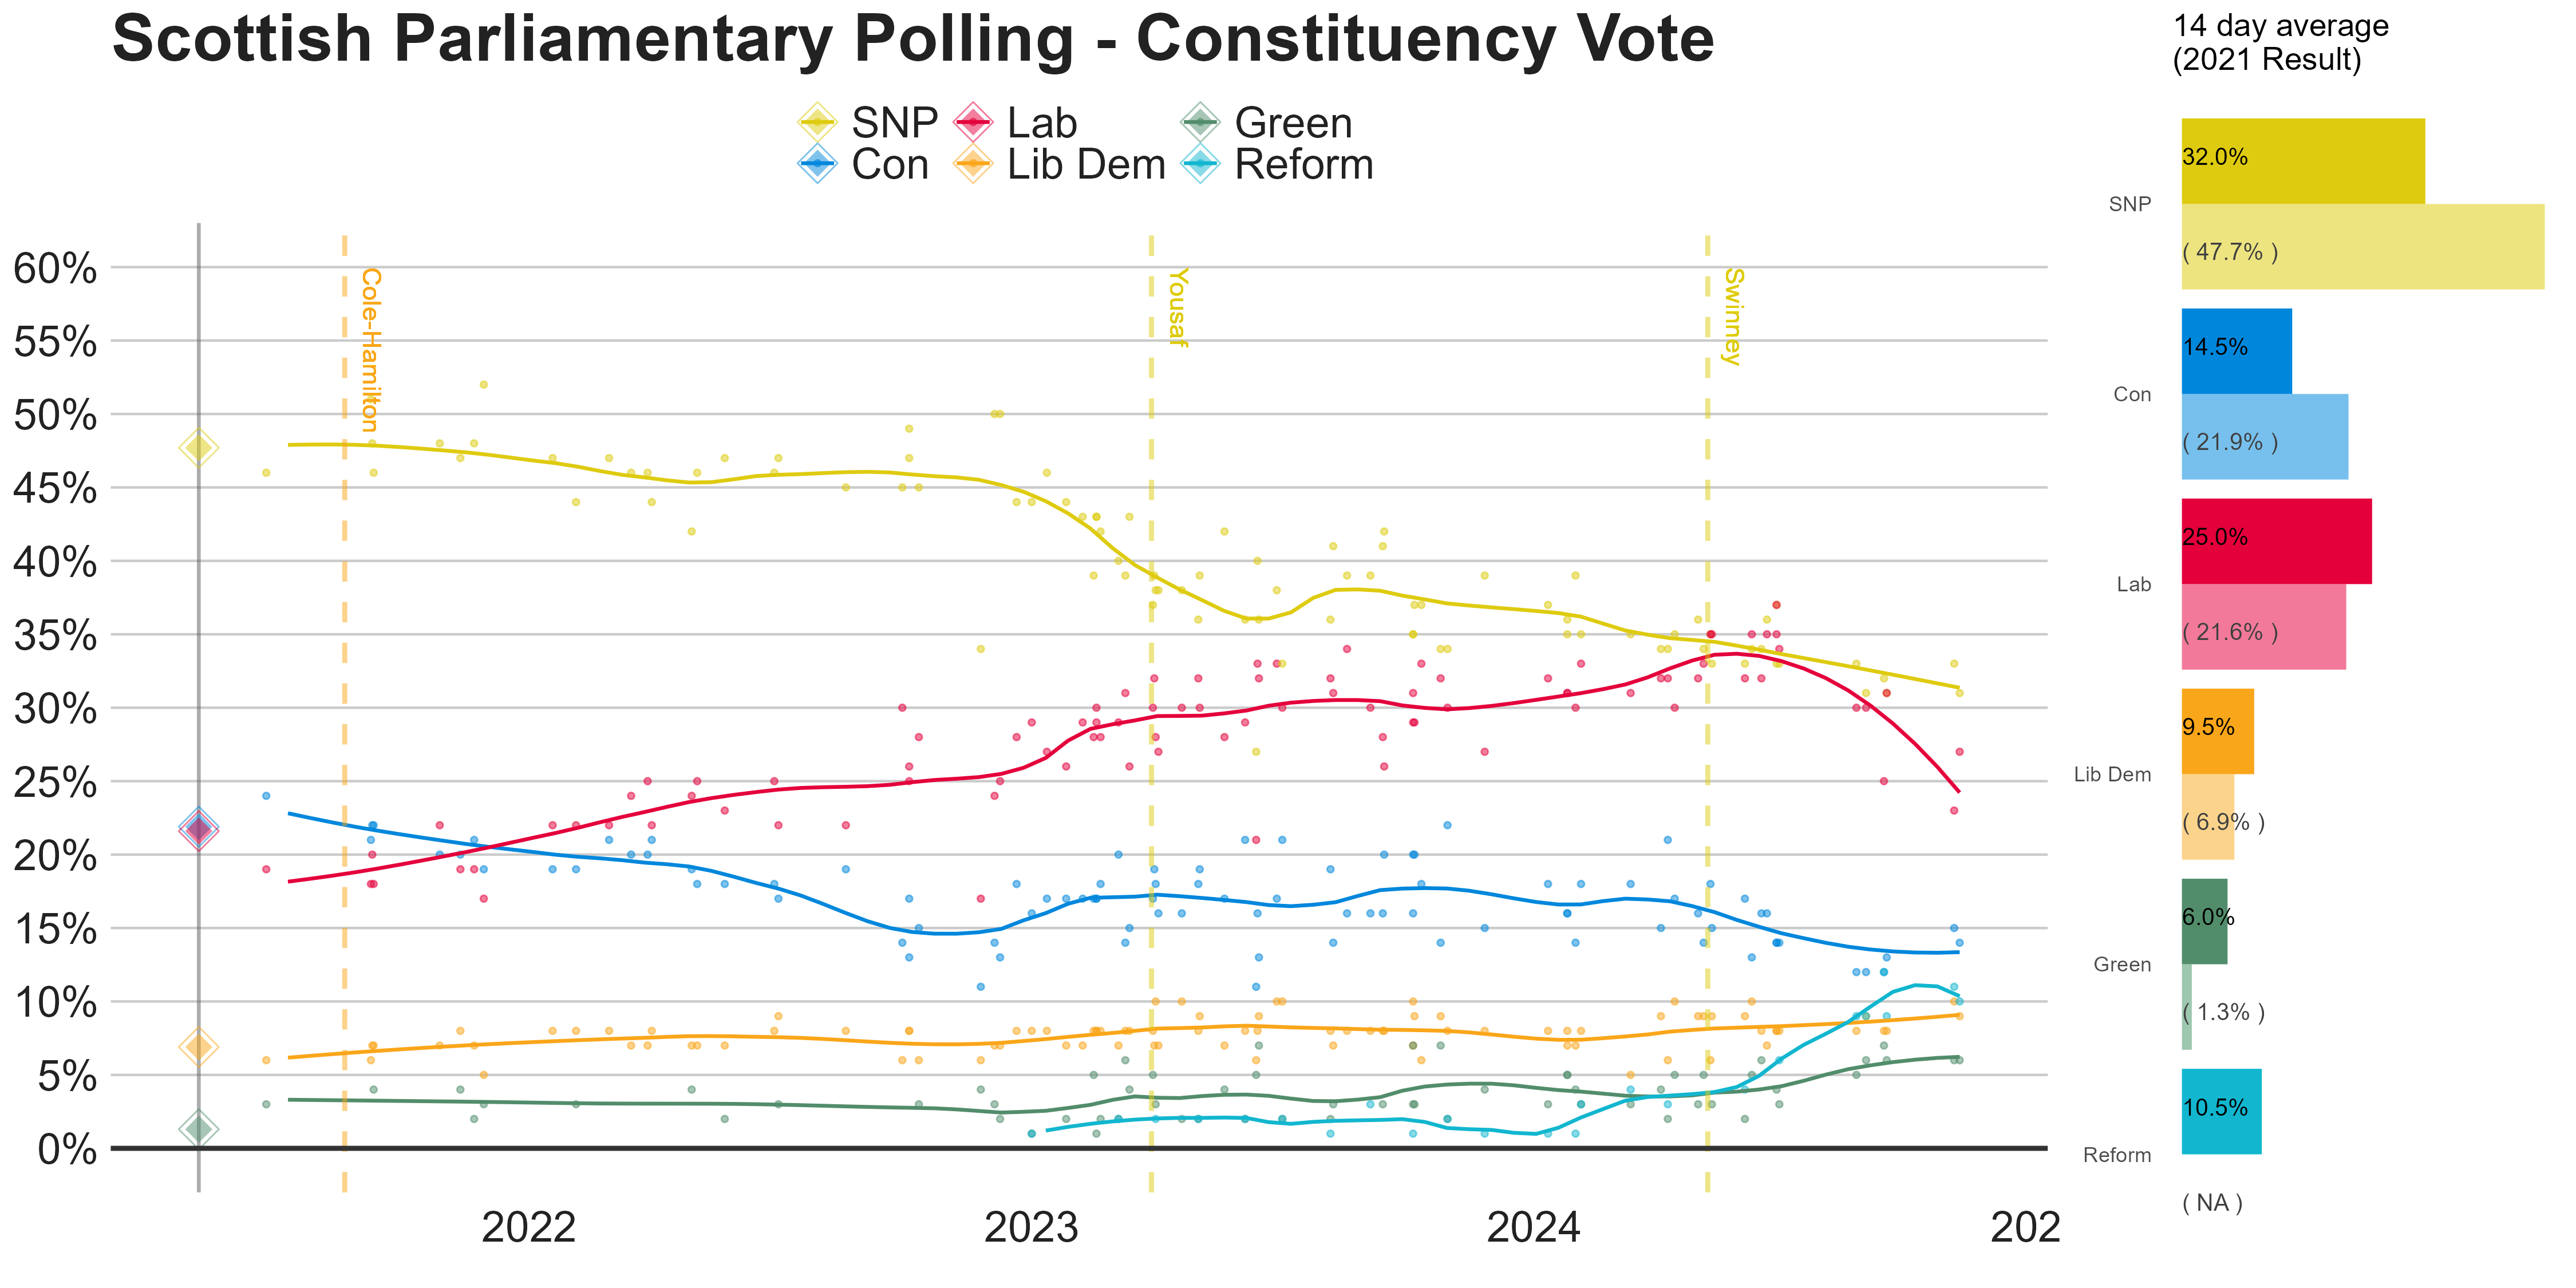 Scottish Parliamentary Polling - Constituency Vote
14 day average
(2021 Result)
SNP Lab Green
Con Lib Dem Reform
60%
55%
50%
45%
40%
35%
30%
25%
20%
15%
10%
5%
0%
Cole-Hamilton
Yousaf
Swinney
2022 2023 2024 202
SNP
32.0%
( 47.7% )
Con
14.5%
( 21.9% )
Lab
25.0%
( 21.6% )
Lib Dem
9.5%
( 6.9% )
Green
6.0%
( 1.3% )
Reform
10.5%
( NA )